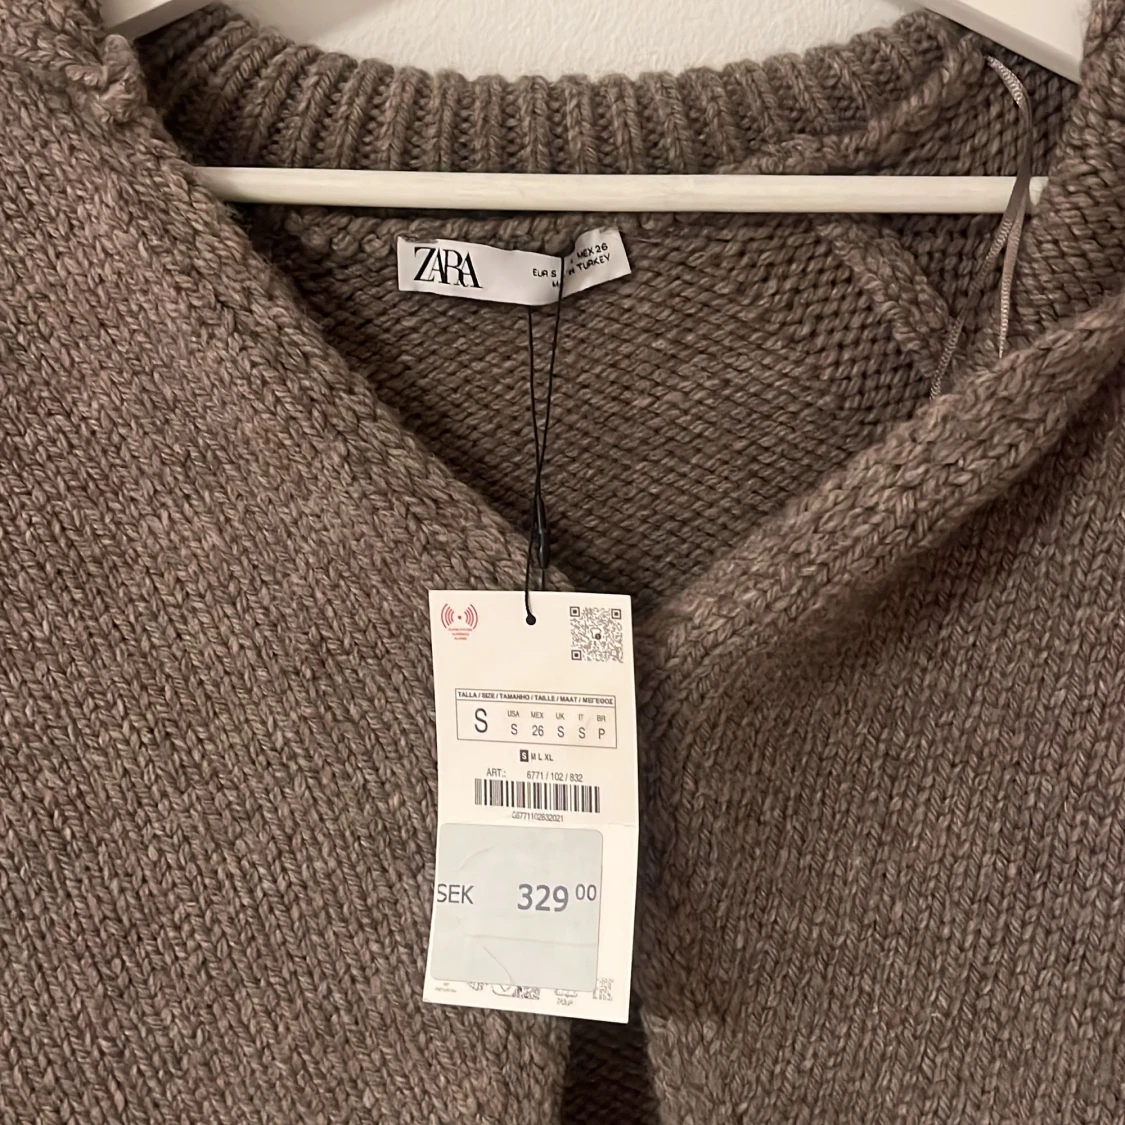 ZARA
EUR S
MEX 26
TURKEY
TALLA / SIZE / TAMANHO / TAILLE / MAAT / ΜΕΓΕΘΟΣ
S
USA MEX UK IT BR
S 26 S S P
S M L XL
ART.: 6771 / 102 / 832
SEK 329 00